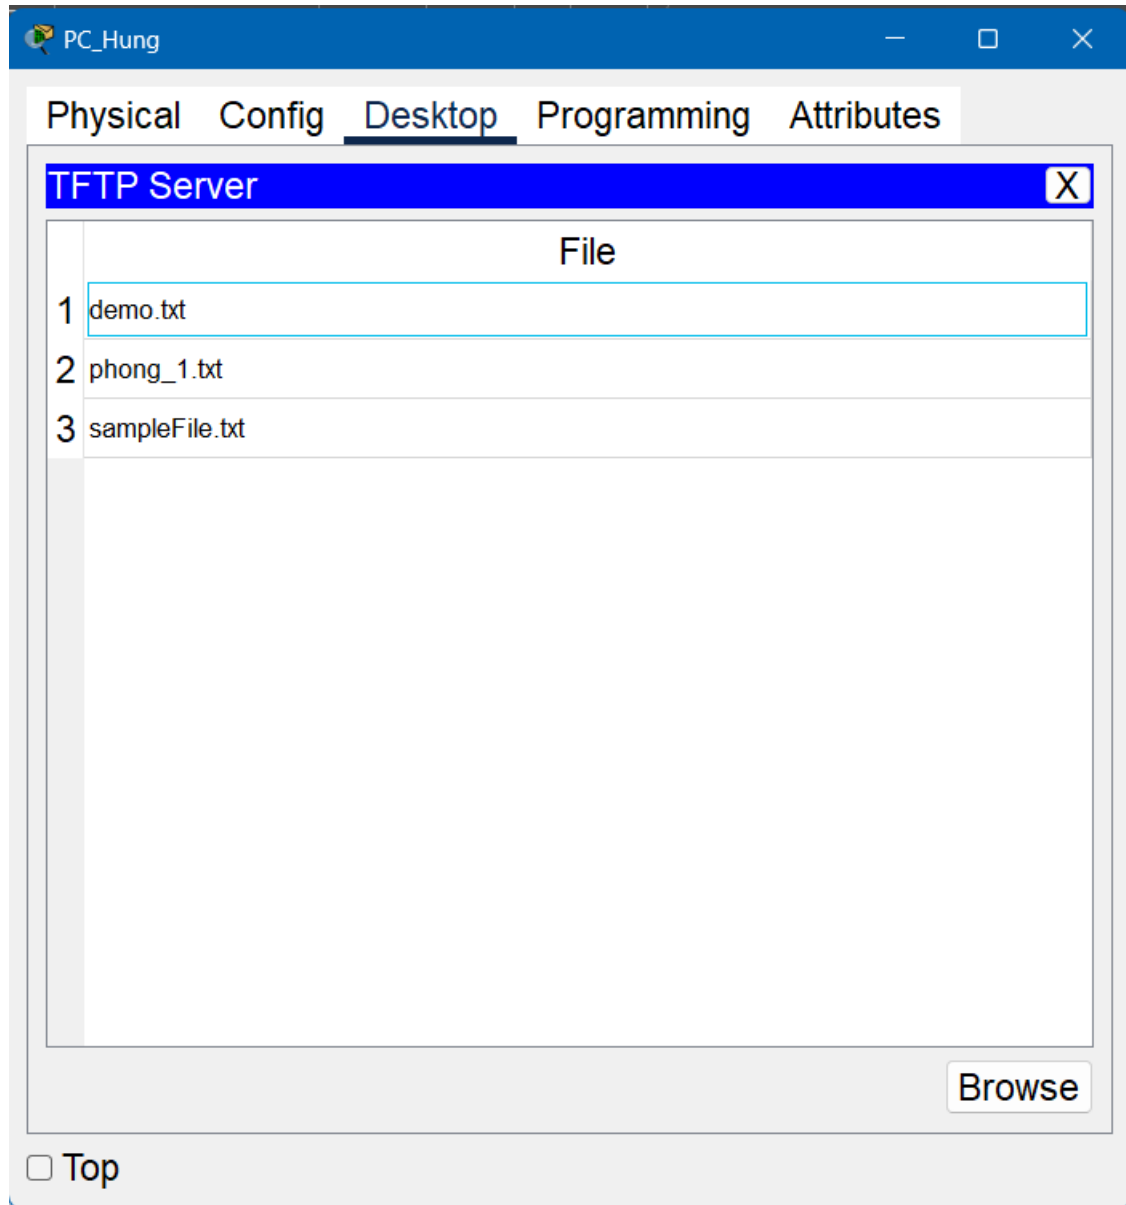 PC_Hung
Physical Config Desktop Programming Attributes
TFTP Server X
File
1 demo.txt
2 phong_1.txt
3 sampleFile.txt
Browse
Top